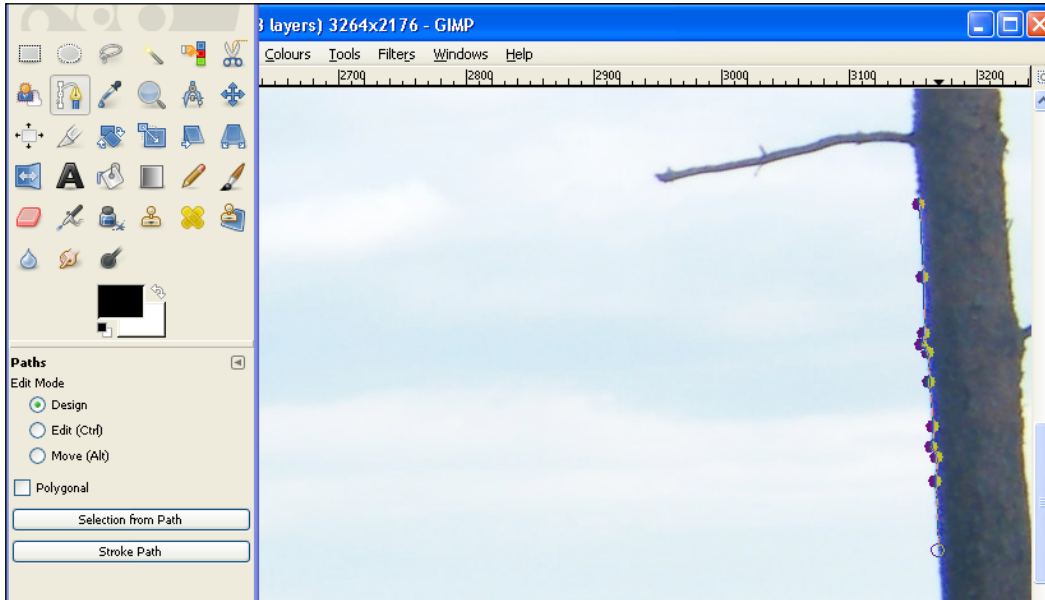 3 layers) 3264x2176 - GIMP
Colours Tools Filters Windows Help
2700 2800 2900 3000 3100 3200
Paths
Edit Mode
Design
Edit (Ctrl)
Move (Alt)
Polygonal
Selection from Path
Stroke Path